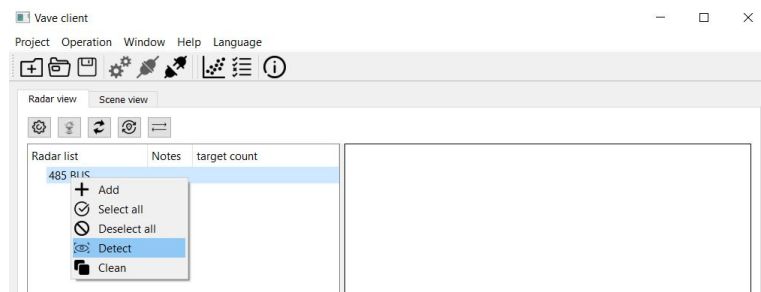 Vave client
Project Operation Window Help Language
Radar view Scene view
Radar list Notes target count
485 BUS
Add
Select all
Deselect all
Detect
Clean